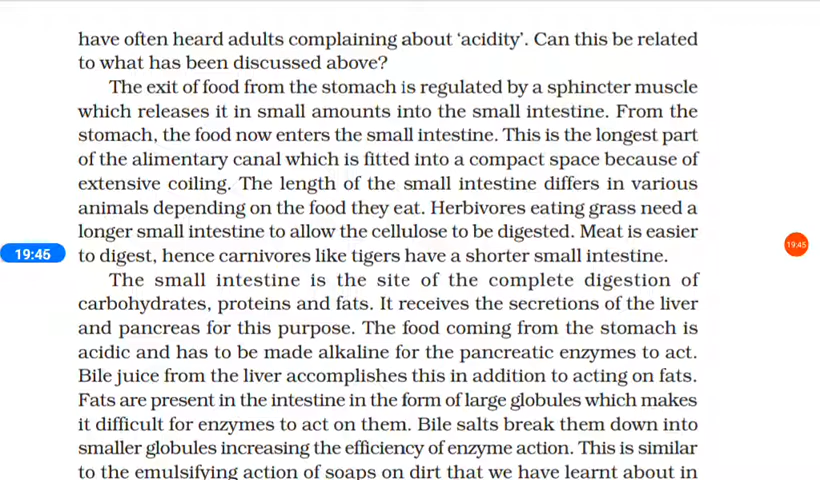 have often heard adults complaining about ‘acidity’. Can this be related
to what has been discussed above?
The exit of food from the stomach is regulated by a sphincter muscle
which releases it in small amounts into the small intestine. From the
stomach, the food now enters the small intestine. This is the longest part
of the alimentary canal which is fitted into a compact space because of
extensive coiling. The length of the small intestine differs in various
animals depending on the food they eat. Herbivores eating grass need a
longer small intestine to allow the cellulose to be digested. Meat is easier
19:45
to digest, hence carnivores like tigers have a shorter small intestine.
19:45
The small intestine is the site of the complete digestion of
carbohydrates, proteins and fats. It receives the secretions of the liver
and pancreas for this purpose. The food coming from the stomach is
acidic and has to be made alkaline for the pancreatic enzymes to act.
Bile juice from the liver accomplishes this in addition to acting on fats.
Fats are present in the intestine in the form of large globules which makes
it difficult for enzymes to act on them. Bile salts break them down into
smaller globules increasing the efficiency of enzyme action. This is similar
to the emulsifying action of soaps on dirt that we have learnt about in